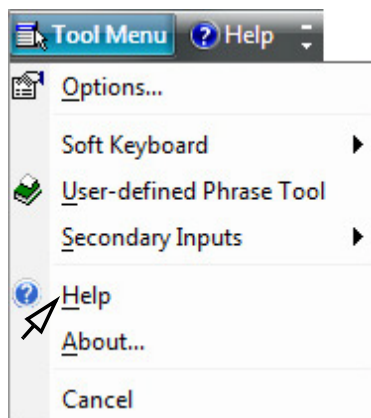 Tool Menu Help
Options...
Soft Keyboard
User-defined Phrase Tool
Secondary Inputs
Help
About...
Cancel